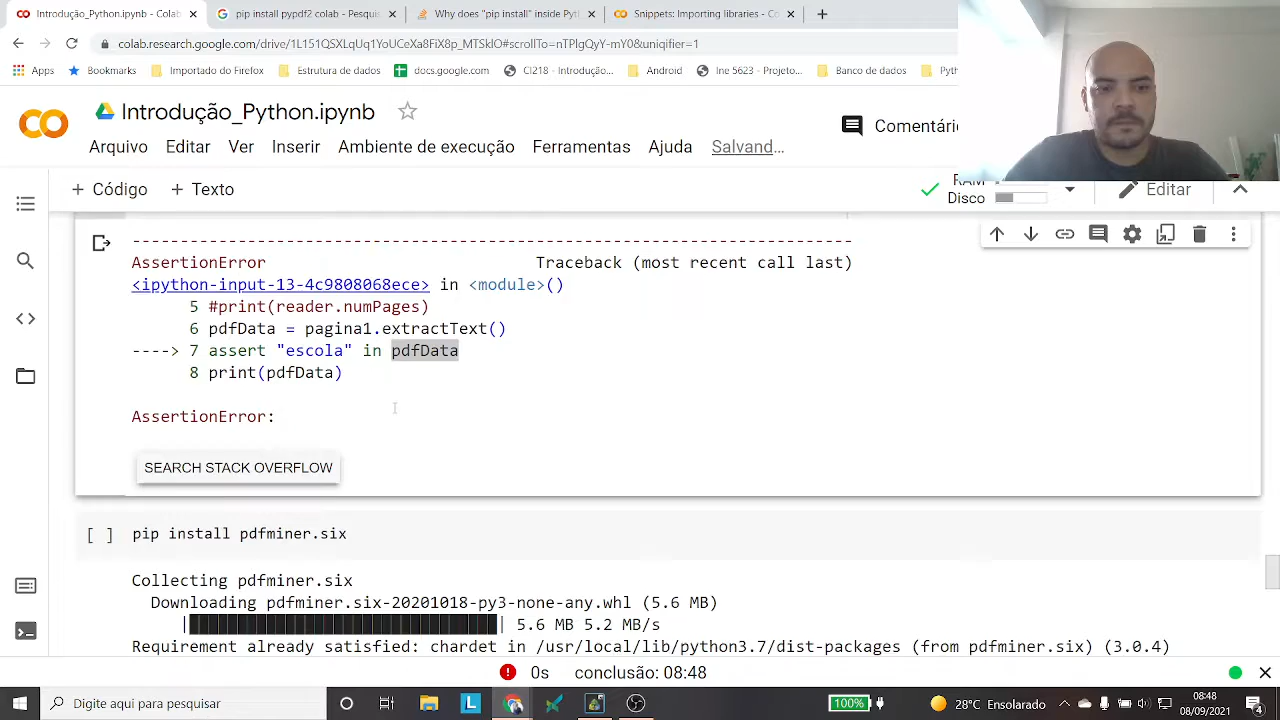 Introdução_Python.ipynb - Colab
pip install pypdf2 colab - Pesquis
Why does "pip install" inside Pyth
Snippets: Importing libraries - Co
colab.research.google.com/drive/1L151QSXLqUq1YoUCeXa8FiX8p_MTSklO#scrollTo=nTPlgQyY-mY0&uniqifier=1
Apps Bookmarks Importado do Firefox Estrutura de dados docs.google.com CI218 - Introdução... Android Ine 5623 - Projeto... Banco de dados Pyth
Introdução_Python.ipynb
Comentário
Arquivo Editar Ver Inserir Ambiente de execução Ferramentas Ajuda Salvand...
+ Código + Texto
RAM
Disco
Editar
---------------------------------------------------------------------------
AssertionError Traceback (most recent call last)
<ipython-input-13-4c9808068ece> in <module>()
5 #print(reader.numPages)
6 pdfData = pagina1.extractText()
----> 7 assert "escola" in pdfData
8 print(pdfData)
AssertionError:
SEARCH STACK OVERFLOW
[ ] pip install pdfminer.six
Collecting pdfminer.six
Downloading pdfminer.six-20201018-py3-none-any.whl (5.6 MB)
| | 5.6 MB 5.2 MB/s
Requirement already satisfied: chardet in /usr/local/lib/python3.7/dist-packages (from pdfminer.six) (3.0.4)
0s conclusão: 08:48
Digite aqui para pesquisar
100%
28°C Ensolarado
08:48
08/09/2021